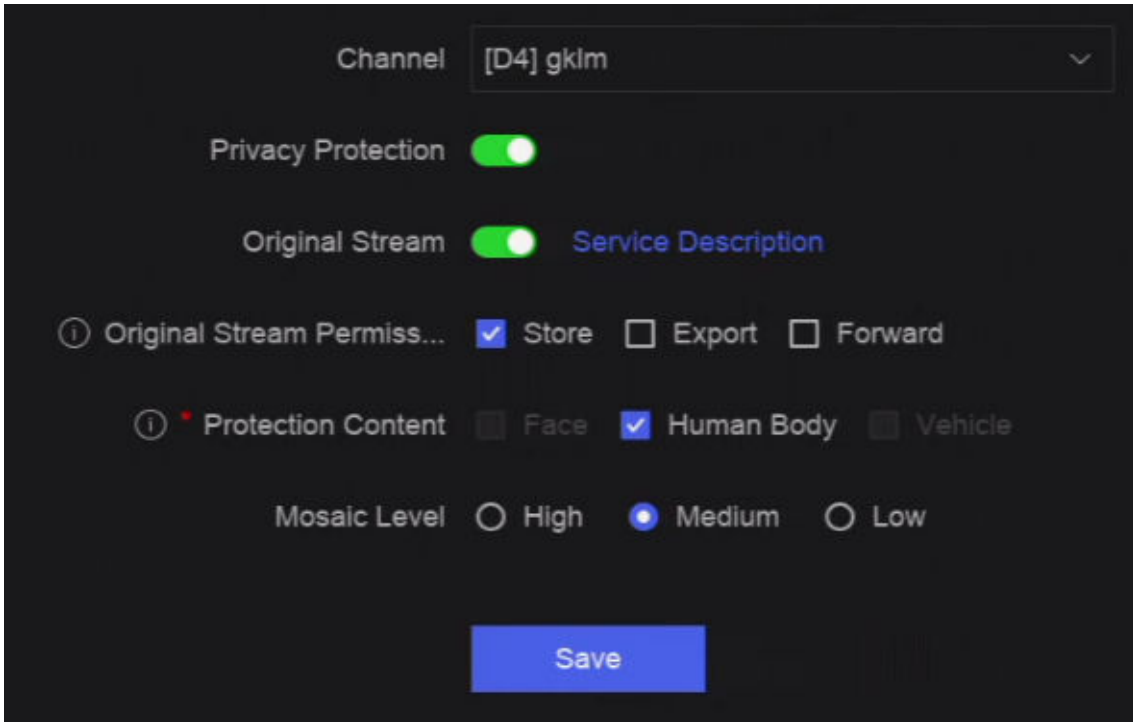 Channel [D4] gklm
Privacy Protection
Original Stream Service Description
Original Stream Permiss... Store Export Forward
* Protection Content Face Human Body Vehicle
Mosaic Level High Medium Low
Save